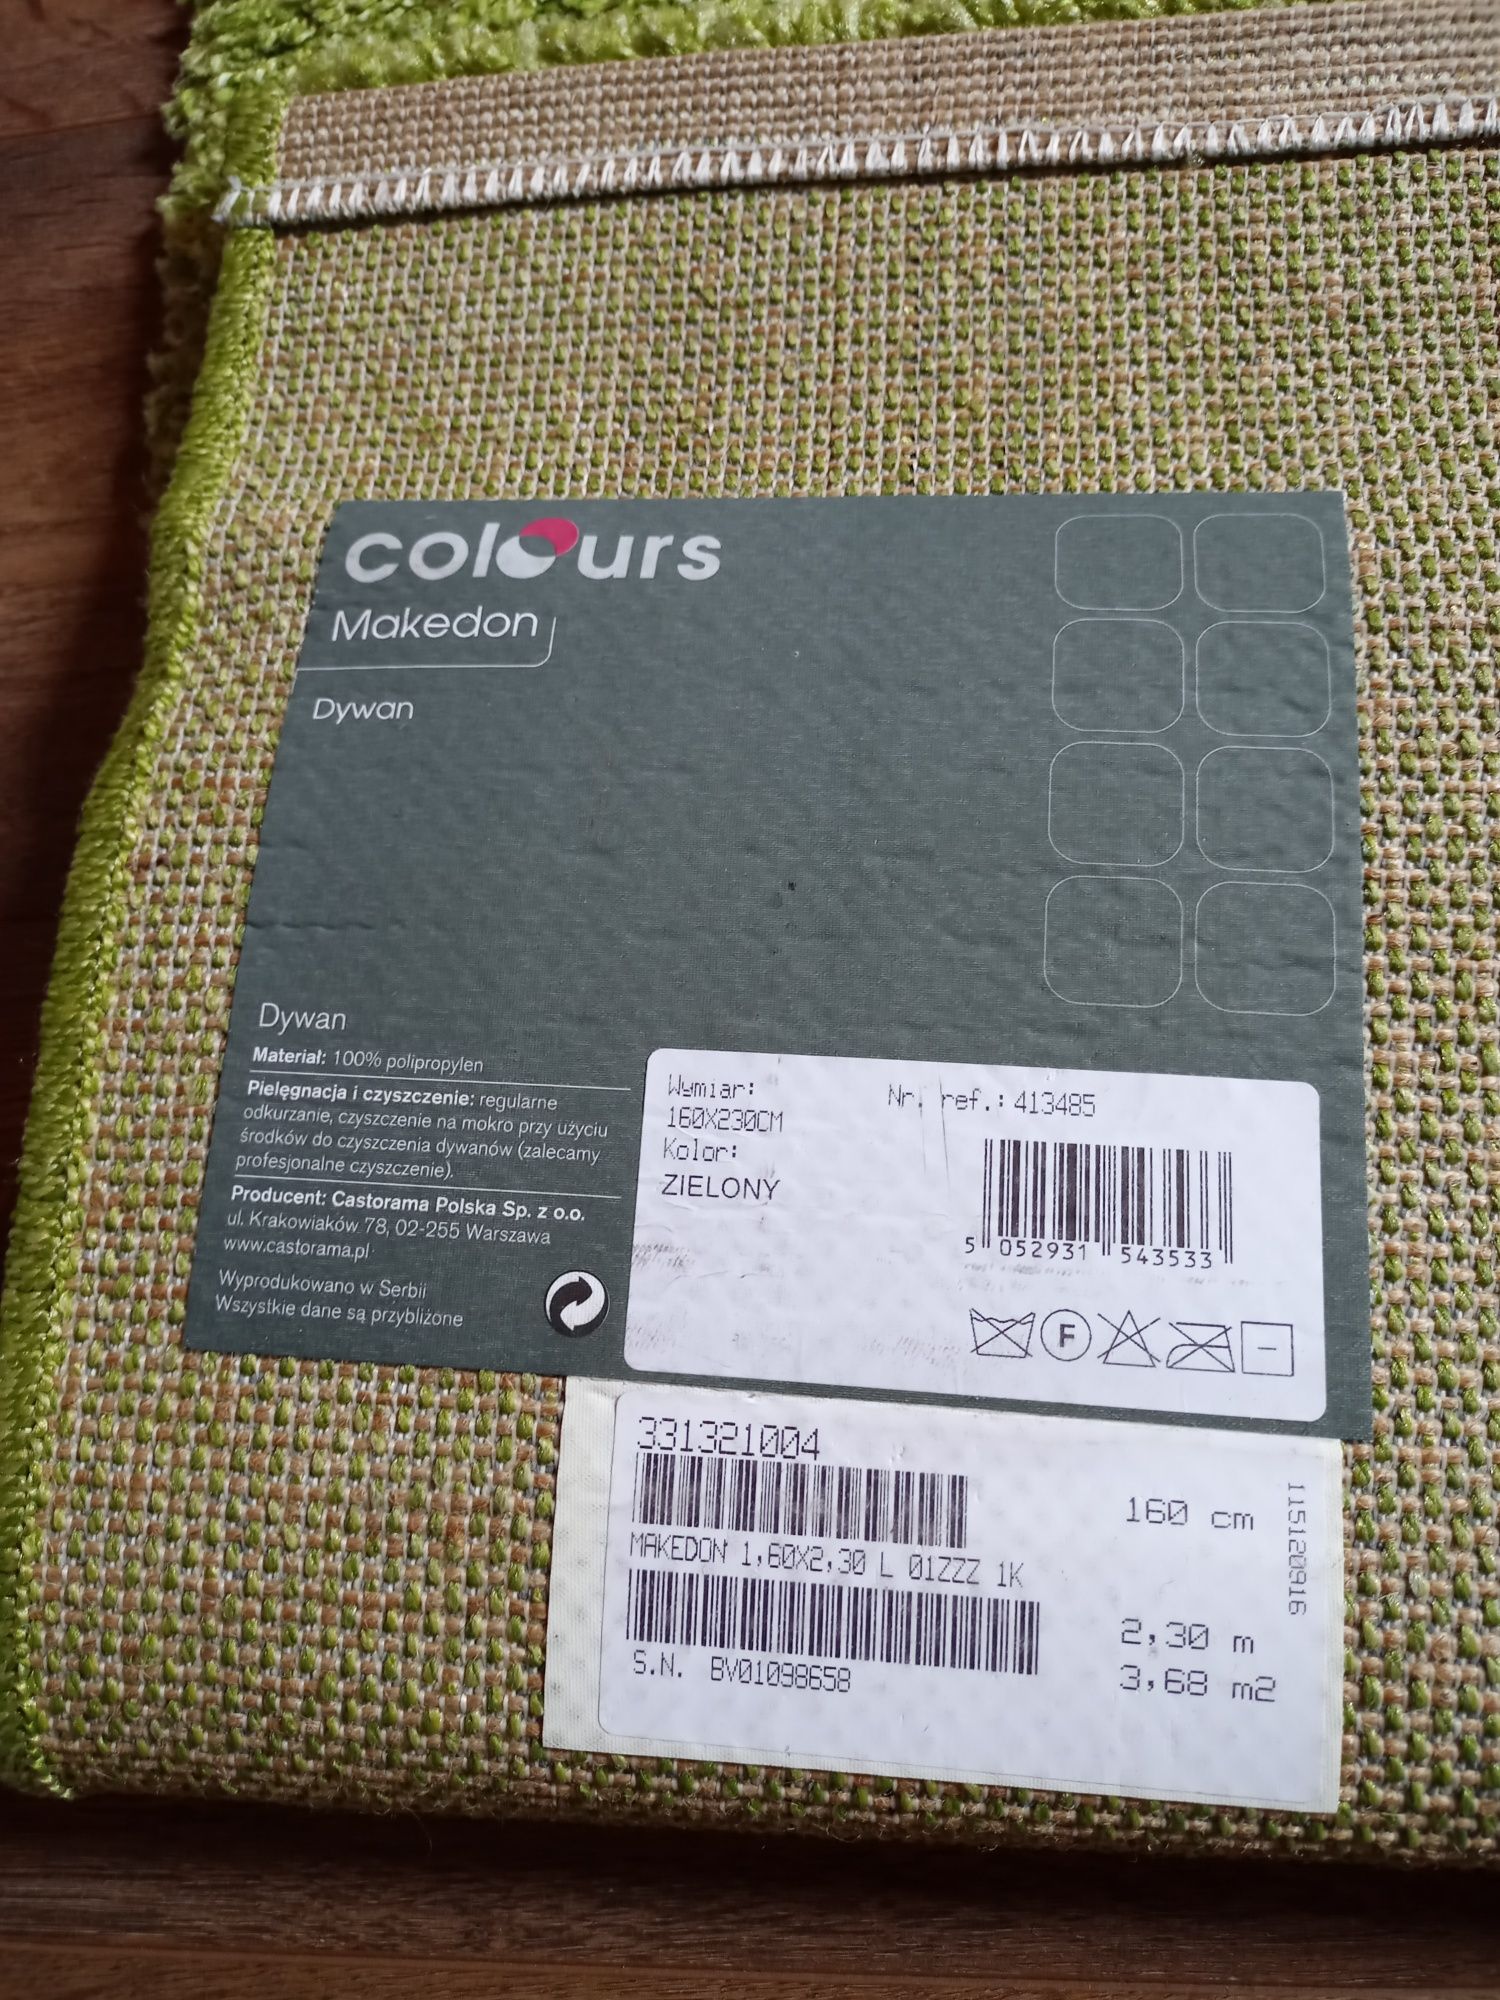 colours
Makedon
Dywan
Dywan
Materiał: 100% polipropylen
Pielęgnacja i czyszczenie: regularne
odkurzanie, czyszczenie na mokro przy użyciu
środków do czyszczenia dywanów (zalecamy
profesjonalne czyszczenie).
Producent: Castorama Polska Sp. z o.o.
ul. Krakowiaków 78, 02-255 Warszawa
www.castorama.pl
Wyprodukowano w Serbii
Wszystkie dane są przybliżone
Wymiar:
160X230CM
Kolor:
ZIELONY
Nr. ref.: 413485
5 052931 543533
F
331321004
MAKEDON 1,60X2,30 L 01ZZZ 1K
S.N. BV01098658
160 cm
2,30 m
3,68 m2
115120916